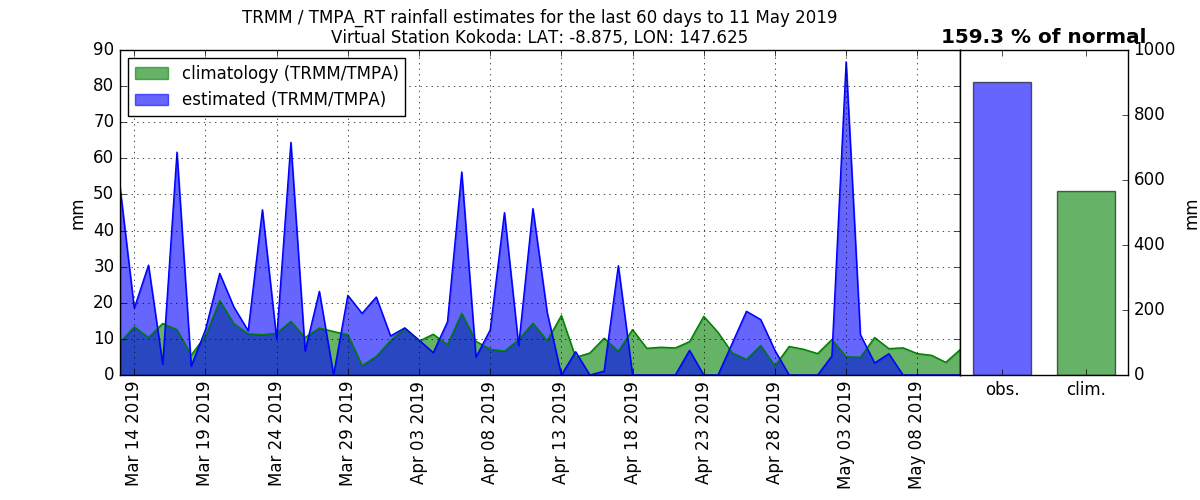 TRMM / TMPA_RT rainfall estimates for the last 60 days to 11 May 2019
Virtual Station Kokoda: LAT: -8.875, LON: 147.625
159.3 % of normal
climatology (TRMM/TMPA)
estimated (TRMM/TMPA)
90
80
70
60
50
40
30
20
10
0
mm
1000
800
600
400
200
0
mm
obs.
clim.
Mar 14 2019
Mar 19 2019
Mar 24 2019
Mar 29 2019
Apr 03 2019
Apr 08 2019
Apr 13 2019
Apr 18 2019
Apr 23 2019
Apr 28 2019
May 03 2019
May 08 2019